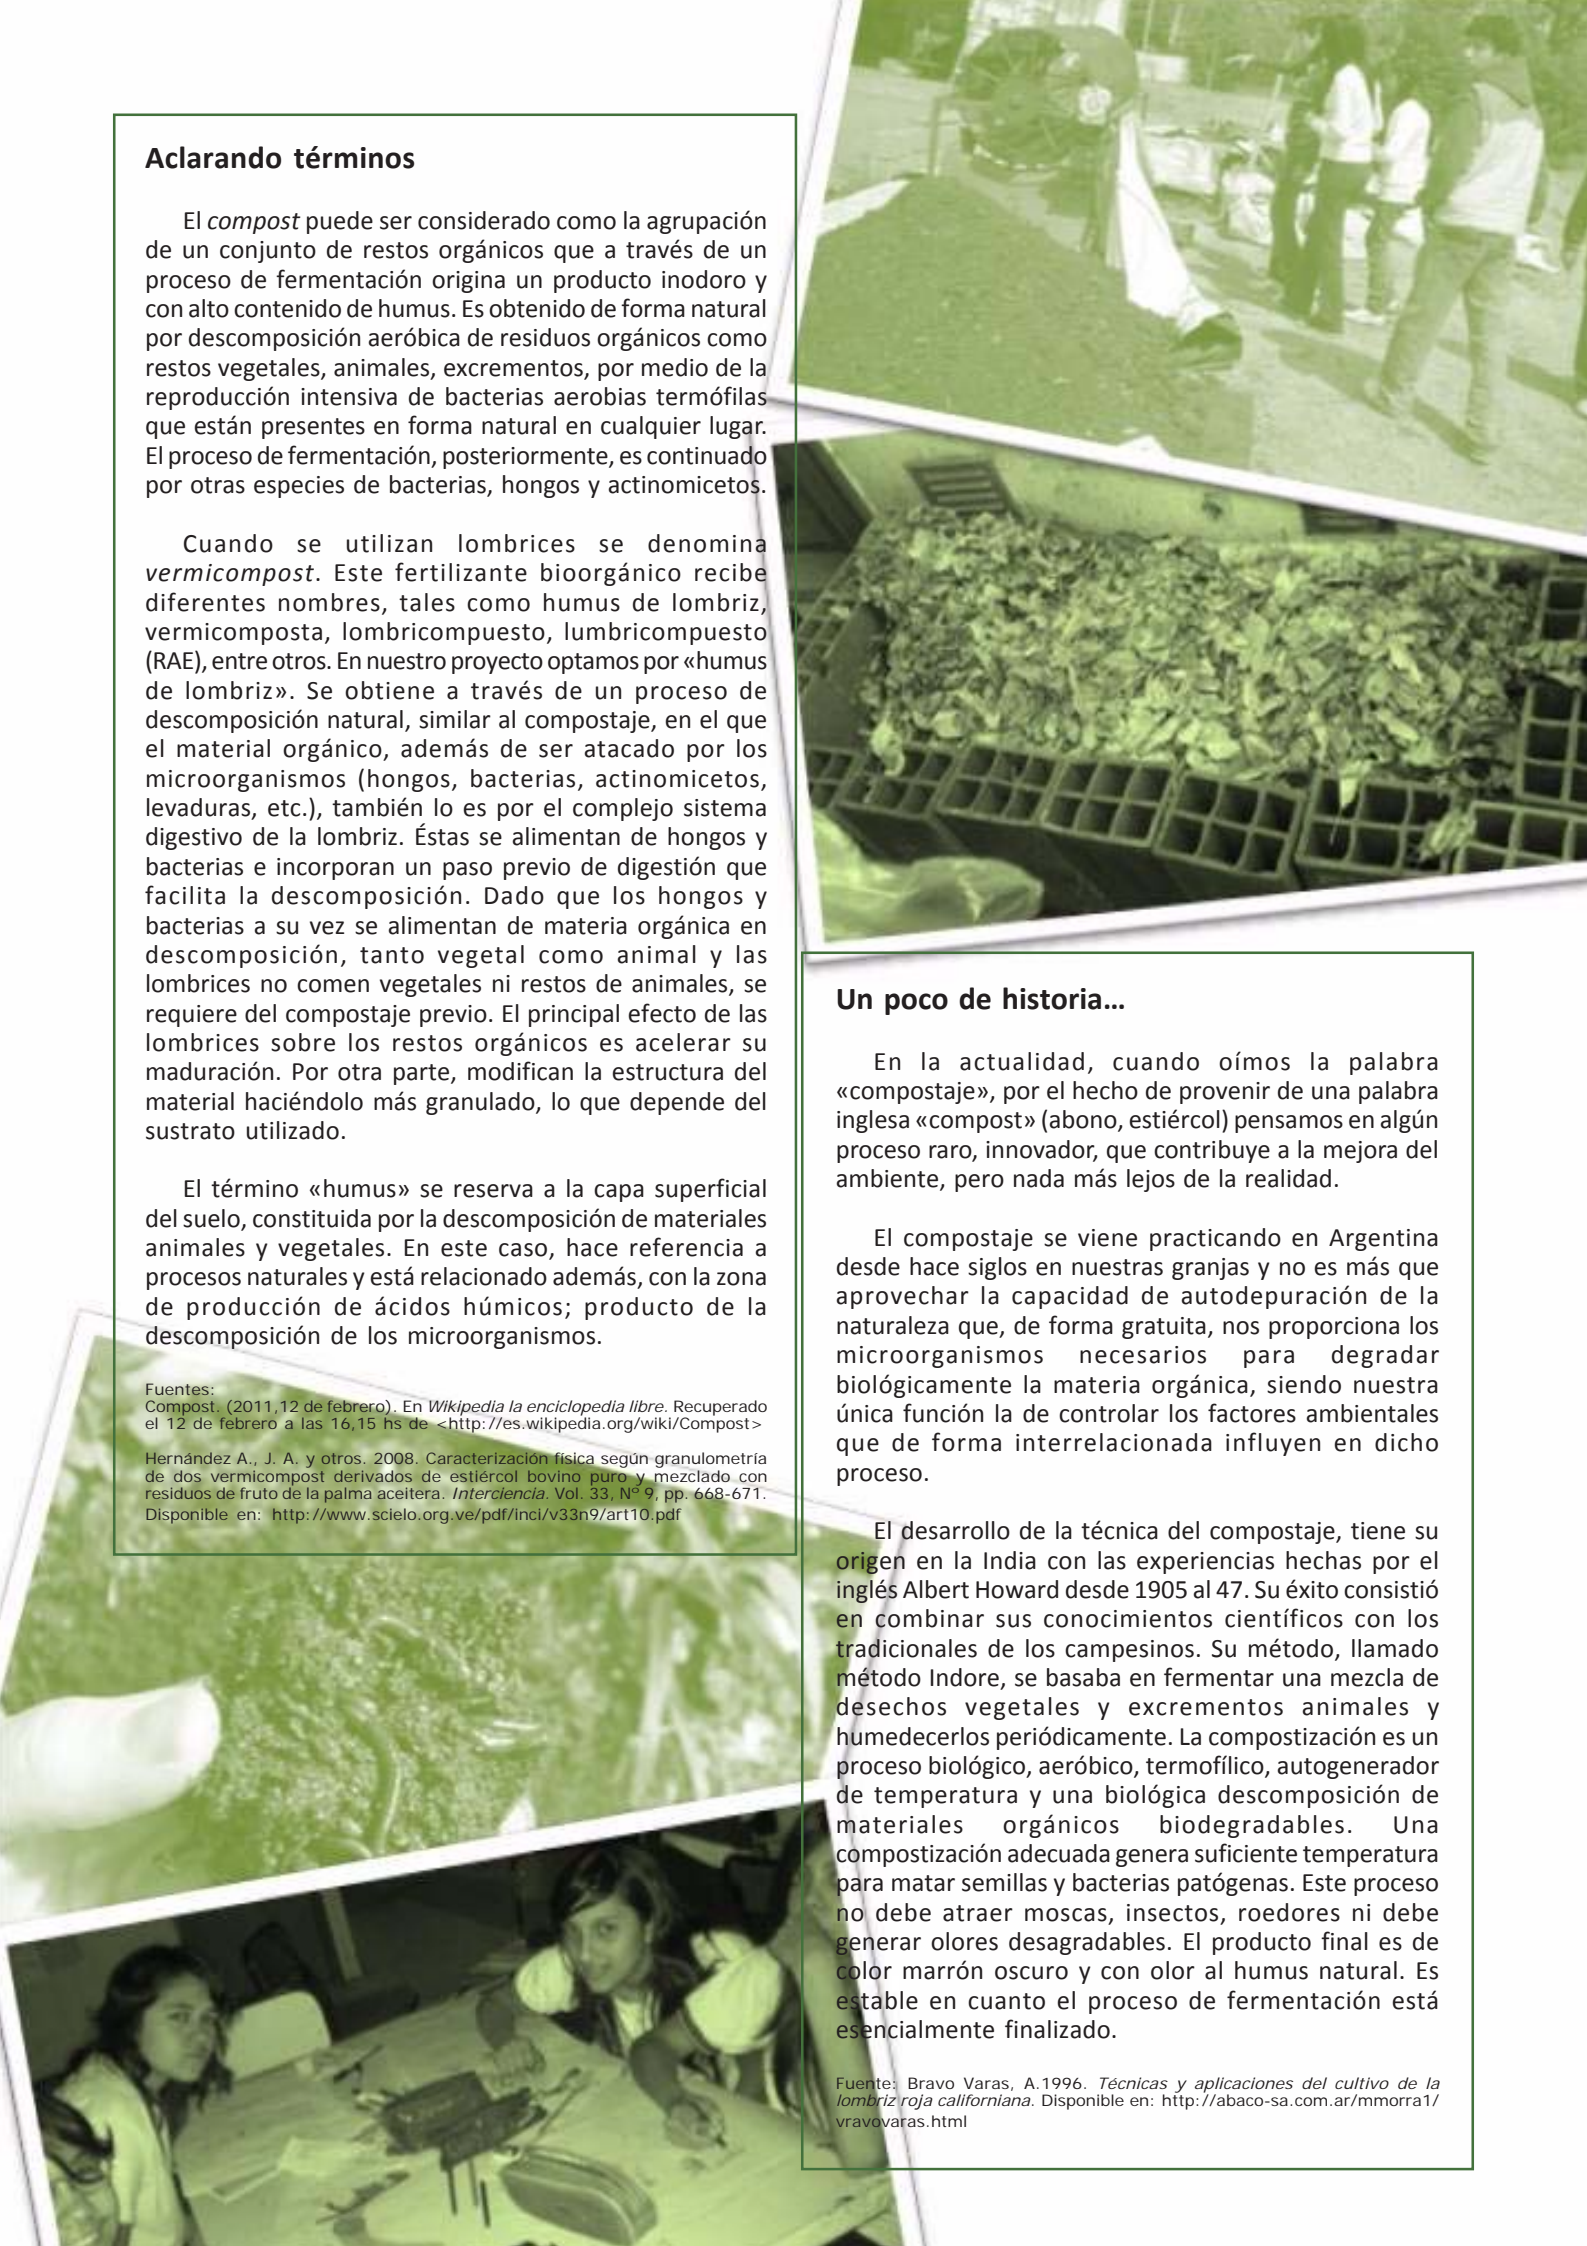 Aclarando términos
El compost puede ser considerado como la agrupación
de un conjunto de restos orgánicos que a través de un
proceso de fermentación origina un producto inodoro y
con alto contenido de humus. Es obtenido de forma natural
por descomposición aeróbica de residuos orgánicos como
restos vegetales, animales, excrementos, por medio de la
reproducción intensiva de bacterias aerobias termófilas
que están presentes en forma natural en cualquier lugar.
El proceso de fermentación, posteriormente, es continuado
por otras especies de bacterias, hongos y actinomicetos.
Cuando se utilizan lombrices se denomina
vermicompost. Este fertilizante bioorgánico recibe
diferentes nombres, tales como humus de lombriz,
vermicomposta, lombricompuesto, lumbricompuesto
(RAE), entre otros. En nuestro proyecto optamos por «humus
de lombriz». Se obtiene a través de un proceso de
descomposición natural, similar al compostaje, en el que
el material orgánico, además de ser atacado por los
microorganismos (hongos, bacterias, actinomicetos,
levaduras, etc.), también lo es por el complejo sistema
digestivo de la lombriz. Éstas se alimentan de hongos y
bacterias e incorporan un paso previo de digestión que
facilita la descomposición. Dado que los hongos y
bacterias a su vez se alimentan de materia orgánica en
descomposición, tanto vegetal como animal y las
lombrices no comen vegetales ni restos de animales, se
requiere del compostaje previo. El principal efecto de las
lombrices sobre los restos orgánicos es acelerar su
maduración. Por otra parte, modifican la estructura del
material haciéndolo más granulado, lo que depende del
sustrato utilizado.
El término «humus» se reserva a la capa superficial
del suelo, constituida por la descomposición de materiales
animales y vegetales. En este caso, hace referencia a
procesos naturales y está relacionado además, con la zona
de producción de ácidos húmicos; producto de la
descomposición de los microorganismos.
Fuentes:
Compost. (2011,12 de febrero). En Wikipedia la enciclopedia libre. Recuperado
el 12 de febrero a las 16,15 hs de <http://es.wikipedia.org/wiki/Compost>
Hernández A., J. A. y otros. 2008. Caracterización física según granulometría
de dos vermicompost derivados de estiércol bovino puro y mezclado con
residuos de fruto de la palma aceitera. Interciencia. Vol. 33, Nº 9, pp. 668-671.
Disponible en: http://www.scielo.org.ve/pdf/inci/v33n9/art10.pdf
Un poco de historia...
En la actualidad, cuando oímos la palabra
«compostaje», por el hecho de provenir de una palabra
inglesa «compost» (abono, estiércol) pensamos en algún
proceso raro, innovador, que contribuye a la mejora del
ambiente, pero nada más lejos de la realidad.
El compostaje se viene practicando en Argentina
desde hace siglos en nuestras granjas y no es más que
aprovechar la capacidad de autodepuración de la
naturaleza que, de forma gratuita, nos proporciona los
microorganismos necesarios para degradar
biológicamente la materia orgánica, siendo nuestra
única función la de controlar los factores ambientales
que de forma interrelacionada influyen en dicho
proceso.
El desarrollo de la técnica del compostaje, tiene su
origen en la India con las experiencias hechas por el
inglés Albert Howard desde 1905 al 47. Su éxito consistió
en combinar sus conocimientos científicos con los
tradicionales de los campesinos. Su método, llamado
método Indore, se basaba en fermentar una mezcla de
desechos vegetales y excrementos animales y
humedecerlos periódicamente. La compostización es un
proceso biológico, aeróbico, termofílico, autogenerador
de temperatura y una biológica descomposición de
materiales orgánicos biodegradables. Una
compostización adecuada genera suficiente temperatura
para matar semillas y bacterias patógenas. Este proceso
no debe atraer moscas, insectos, roedores ni debe
generar olores desagradables. El producto final es de
color marrón oscuro y con olor al humus natural. Es
estable en cuanto el proceso de fermentación está
esencialmente finalizado.
Fuente: Bravo Varas, A.1996. Técnicas y aplicaciones del cultivo de la
lombriz roja californiana. Disponible en: http://abaco-sa.com.ar/mmorra1/
vravovaras.html